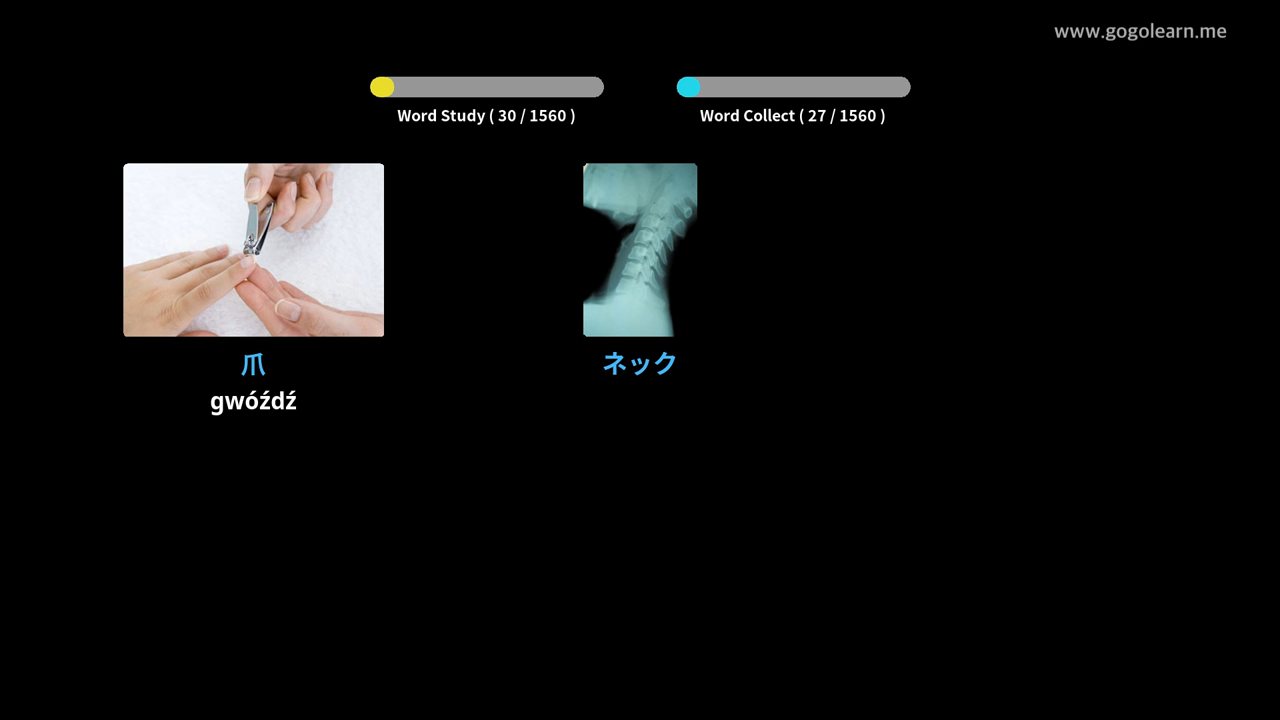 www.gogolearn.me
Word Study ( 30 / 1560 )
Word Collect ( 27 / 1560 )
爪
gwóźdź
ネック